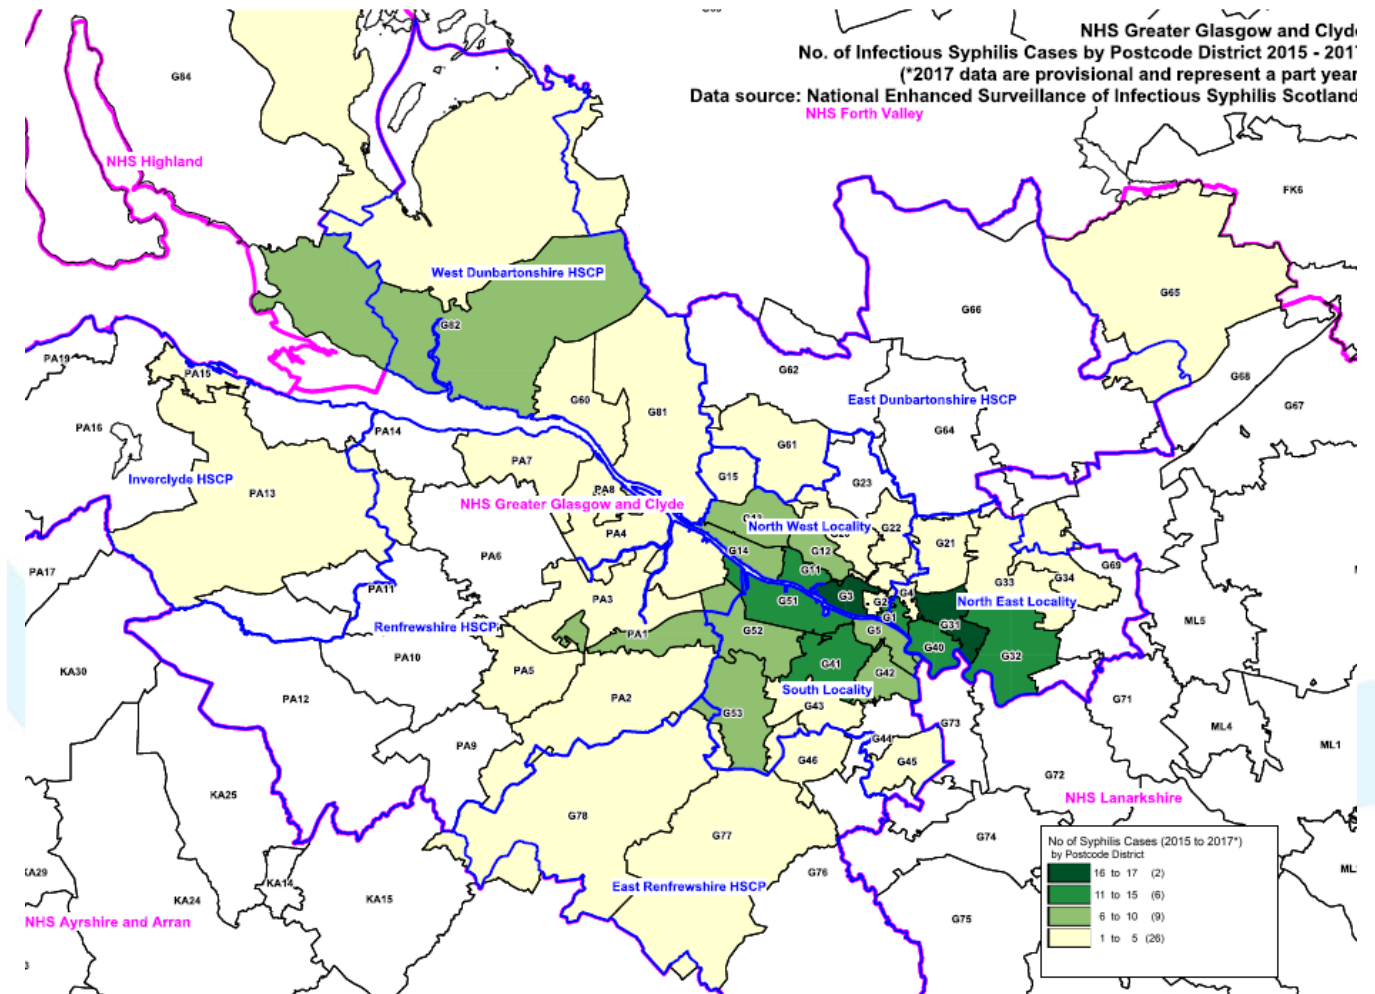 NHS Greater Glasgow and Clyde
No. of Infectious Syphilis Cases by Postcode District 2015 - 2017
(*2017 data are provisional and represent a part year
Data source: National Enhanced Surveillance of Infectious Syphilis Scotland
NHS Forth Valley
G84
NHS Highland
FK6
West Dunbartonshire HSCP
G65
G66
G82
PA19
PA15
G62
G68
G67
G60
G81
East Dunbartonshire HSCP
PA16
PA14
G64
G61
PA7
G15
G23
Inverclyde HSCP
PA13
PA8
NHS Greater Glasgow and Clyde
North West Locality
G22
PA4
PA6
G21
G14
G12
G11
G69
G34
G33
PA17
PA11
PA3
G3
G4
G2
G51
G1
North East Locality
G31
Renfrewshire HSCP
PA1
G52
G5
G40
G32
ML5
PA10
KA30
PA5
G41
G42
PA12
PA2
South Locality
G71
G43
G53
G73
ML4
PA9
G44
ML1
G46
G45
G72
KA25
NHS Lanarkshire
G78
G77
G74
No of Syphilis Cases (2015 to 2017*)
by Postcode District
16 to 17 (2)
11 to 15 (6)
6 to 10 (9)
1 to 5 (26)
KA29
KA14
KA24
KA15
G76
East Renfrewshire HSCP
G75
NHS Ayrshire and Arran